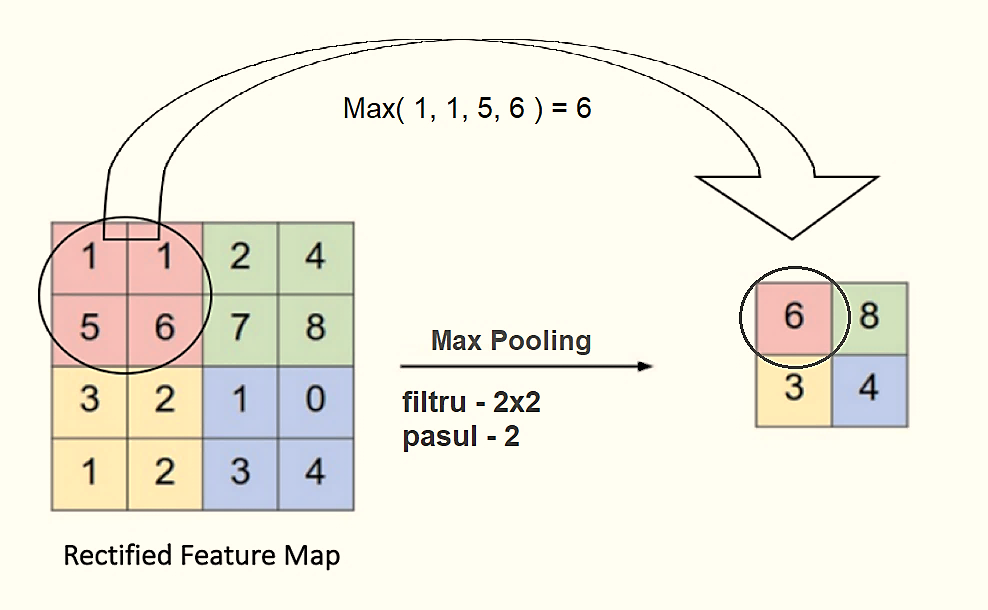 Max( 1, 1, 5, 6 ) = 6
1 1 2 4
5 6 7 8
3 2 1 0
1 2 3 4
Rectified Feature Map
Max Pooling
filtru - 2x2
pasul - 2
6 8
3 4